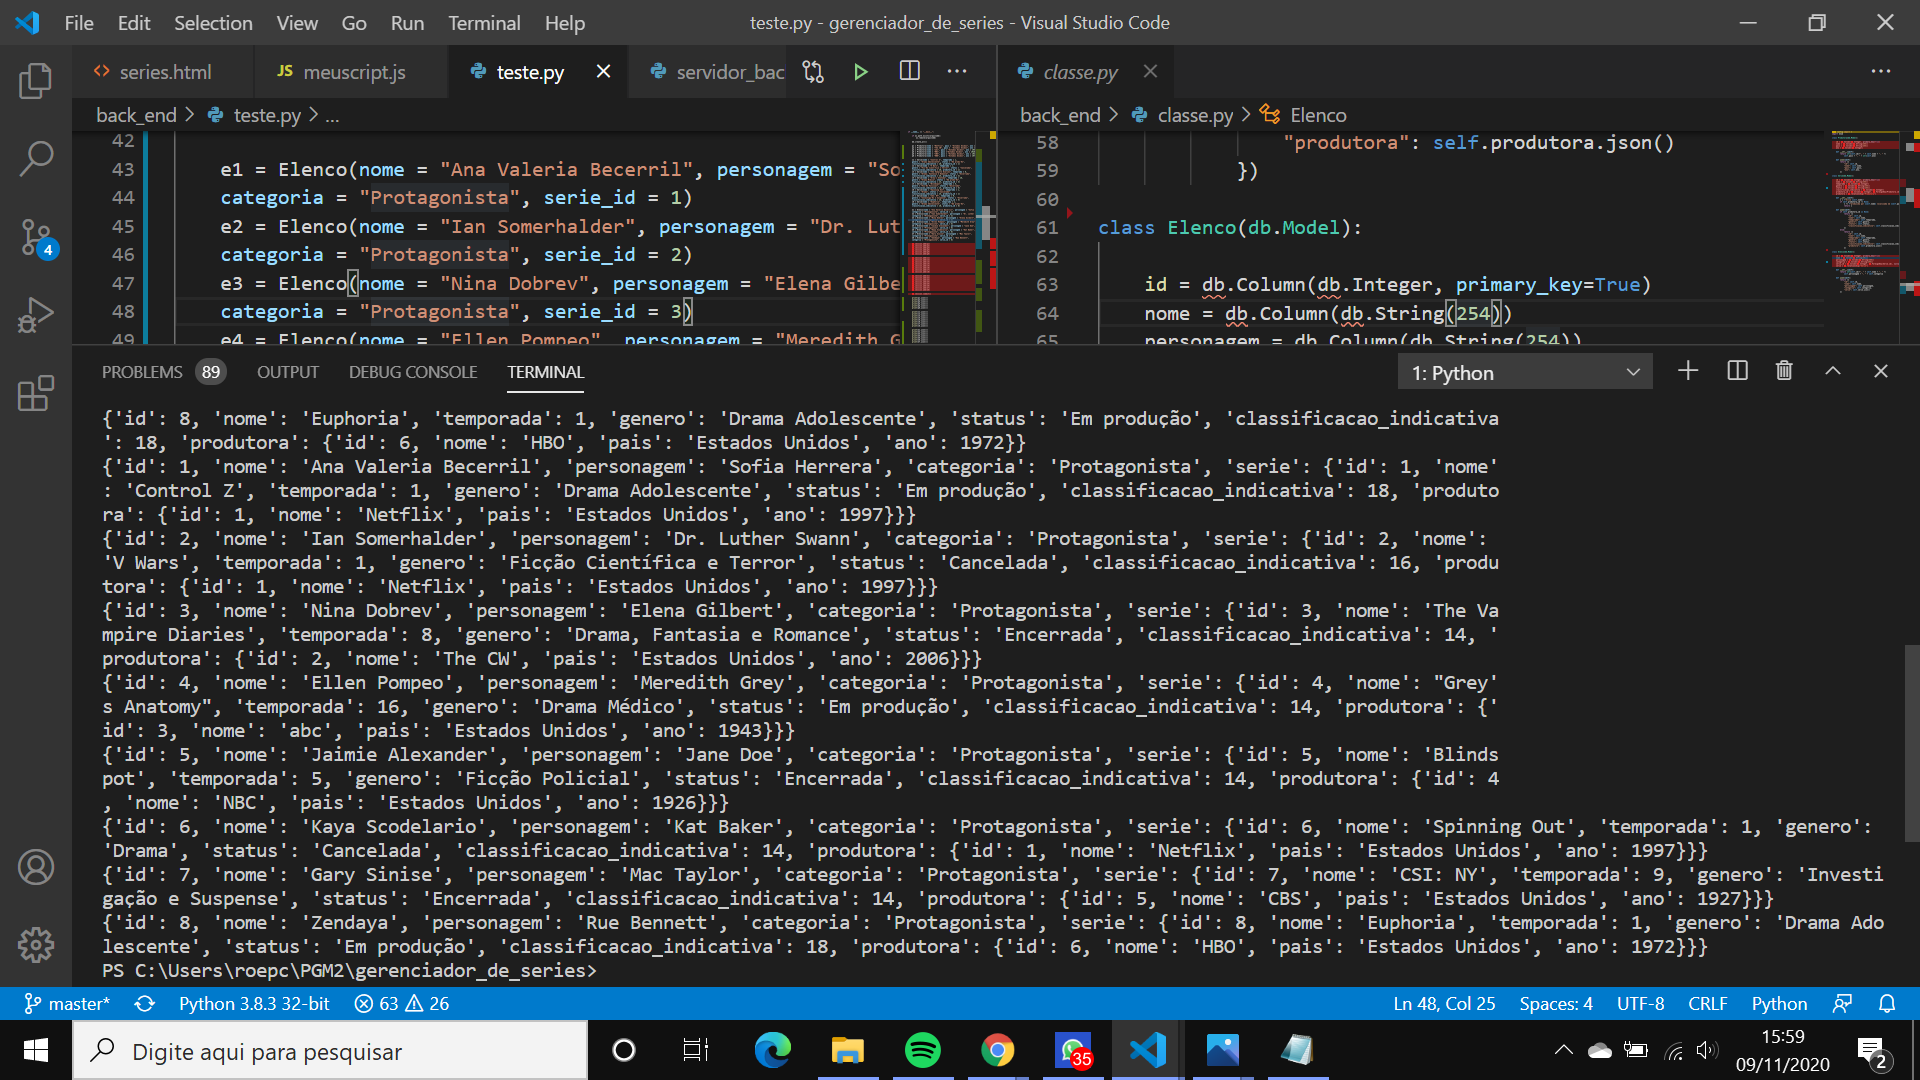 File Edit Selection View Go Run Terminal Help teste.py - gerenciador_de_series - Visual Studio Code
series.html JS meuscript.js teste.py servidor_bac classe.py
back_end > teste.py > ... back_end > classe.py > Elenco
42
43 e1 = Elenco(nome = "Ana Valeria Becerril", personagem = "So
44 categoria = "Protagonista", serie_id = 1)
45 e2 = Elenco(nome = "Ian Somerhalder", personagem = "Dr. Lut
46 categoria = "Protagonista", serie_id = 2)
47 e3 = Elenco(nome = "Nina Dobrev", personagem = "Elena Gilbe
48 categoria = "Protagonista", serie_id = 3)
49 e4 = Elenco(nome = "Ellen Pompeo", personagem = "Meredith G
58 "produtora": self.produtora.json()
59 })
60
61 class Elenco(db.Model):
62
63 id = db.Column(db.Integer, primary_key=True)
64 nome = db.Column(db.String(254))
65 personagem = db.Column(db.String(254))
PROBLEMS 89 OUTPUT DEBUG CONSOLE TERMINAL 1: Python
{'id': 8, 'nome': 'Euphoria', 'temporada': 1, 'genero': 'Drama Adolescente', 'status': 'Em produção', 'classificacao_indicativa
': 18, 'produtora': {'id': 6, 'nome': 'HBO', 'pais': 'Estados Unidos', 'ano': 1972}}
{'id': 1, 'nome': 'Ana Valeria Becerril', 'personagem': 'Sofia Herrera', 'categoria': 'Protagonista', 'serie': {'id': 1, 'nome'
: 'Control Z', 'temporada': 1, 'genero': 'Drama Adolescente', 'status': 'Em produção', 'classificacao_indicativa': 18, 'produto
ra': {'id': 1, 'nome': 'Netflix', 'pais': 'Estados Unidos', 'ano': 1997}}}
{'id': 2, 'nome': 'Ian Somerhalder', 'personagem': 'Dr. Luther Swann', 'categoria': 'Protagonista', 'serie': {'id': 2, 'nome':
'V Wars', 'temporada': 1, 'genero': 'Ficção Científica e Terror', 'status': 'Cancelada', 'classificacao_indicativa': 16, 'produ
tora': {'id': 1, 'nome': 'Netflix', 'pais': 'Estados Unidos', 'ano': 1997}}}
{'id': 3, 'nome': 'Nina Dobrev', 'personagem': 'Elena Gilbert', 'categoria': 'Protagonista', 'serie': {'id': 3, 'nome': 'The Va
mpire Diaries', 'temporada': 8, 'genero': 'Drama, Fantasia e Romance', 'status': 'Encerrada', 'classificacao_indicativa': 14, '
produtora': {'id': 2, 'nome': 'The CW', 'pais': 'Estados Unidos', 'ano': 2006}}}
{'id': 4, 'nome': 'Ellen Pompeo', 'personagem': 'Meredith Grey', 'categoria': 'Protagonista', 'serie': {'id': 4, 'nome': "Grey'
s Anatomy", 'temporada': 16, 'genero': 'Drama Médico', 'status': 'Em produção', 'classificacao_indicativa': 14, 'produtora': {'
id': 3, 'nome': 'abc', 'pais': 'Estados Unidos', 'ano': 1943}}}
{'id': 5, 'nome': 'Jaimie Alexander', 'personagem': 'Jane Doe', 'categoria': 'Protagonista', 'serie': {'id': 5, 'nome': 'Blinds
pot', 'temporada': 5, 'genero': 'Ficção Policial', 'status': 'Encerrada', 'classificacao_indicativa': 14, 'produtora': {'id': 4
, 'nome': 'NBC', 'pais': 'Estados Unidos', 'ano': 1926}}}
{'id': 6, 'nome': 'Kaya Scodelario', 'personagem': 'Kat Baker', 'categoria': 'Protagonista', 'serie': {'id': 6, 'nome': 'Spinning Out', 'temporada': 1, 'genero':
'Drama', 'status': 'Cancelada', 'classificacao_indicativa': 14, 'produtora': {'id': 1, 'nome': 'Netflix', 'pais': 'Estados Unidos', 'ano': 1997}}}
{'id': 7, 'nome': 'Gary Sinise', 'personagem': 'Mac Taylor', 'categoria': 'Protagonista', 'serie': {'id': 7, 'nome': 'CSI: NY', 'temporada': 9, 'genero': 'Investi
gação e Suspense', 'status': 'Encerrada', 'classificacao_indicativa': 14, 'produtora': {'id': 5, 'nome': 'CBS', 'pais': 'Estados Unidos', 'ano': 1927}}}
{'id': 8, 'nome': 'Zendaya', 'personagem': 'Rue Bennett', 'categoria': 'Protagonista', 'serie': {'id': 8, 'nome': 'Euphoria', 'temporada': 1, 'genero': 'Drama Ado
lescente', 'status': 'Em produção', 'classificacao_indicativa': 18, 'produtora': {'id': 6, 'nome': 'HBO', 'pais': 'Estados Unidos', 'ano': 1972}}}
PS C:\Users\roepc\PGM2\gerenciador_de_series>
4
master* Python 3.8.3 32-bit 63 26 Ln 48, Col 25 Spaces: 4 UTF-8 CRLF Python
Digite aqui para pesquisar 35 15:59
09/11/2020 2